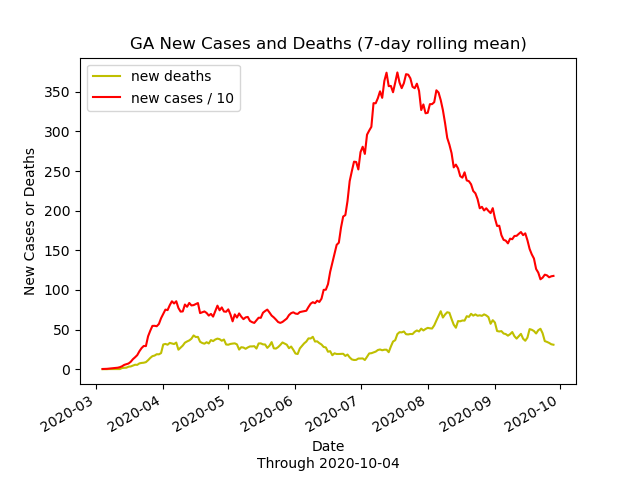 GA New Cases and Deaths (7-day rolling mean)
new deaths
new cases / 10
350
300
250
200
150
100
50
0
New Cases or Deaths
2020-03
2020-04
2020-05
2020-06
2020-07
2020-08
2020-09
2020-10
Date
Through 2020-10-04